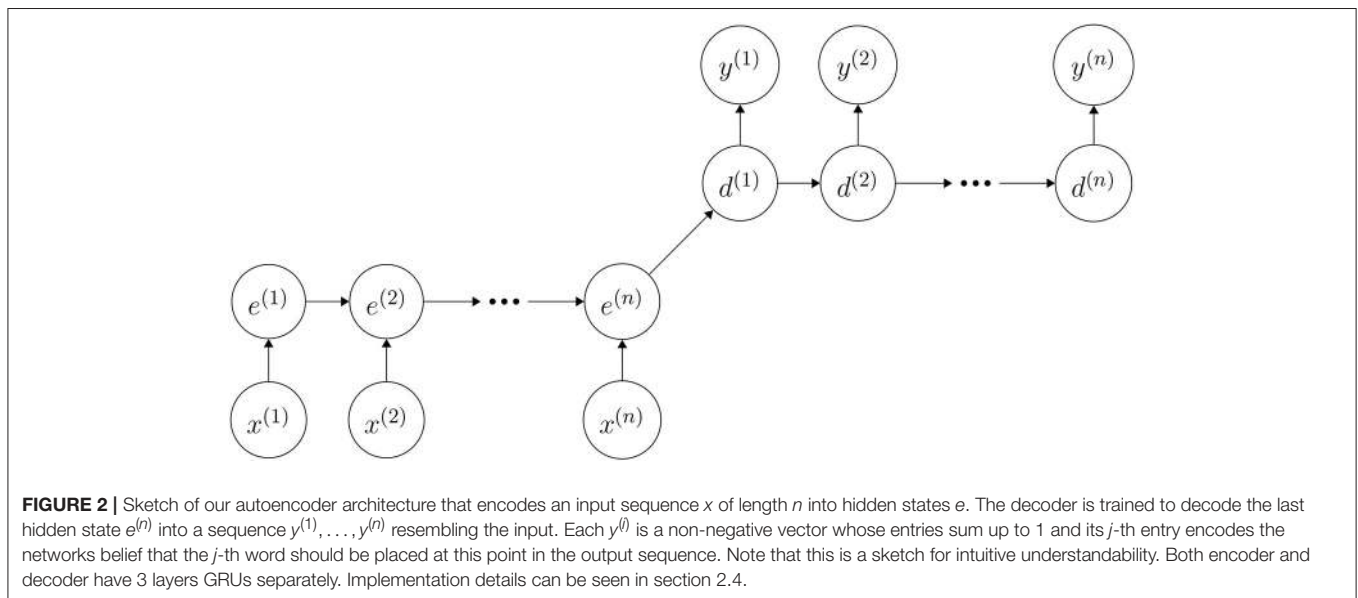 y^{(1)} y^{(2)} y^{(n)}
d^{(1)} d^{(2)} ••• d^{(n)}
e^{(1)} e^{(2)} ••• e^{(n)}
x^{(1)} x^{(2)} x^{(n)}
FIGURE 2 | Sketch of our autoencoder architecture that encodes an input sequence x of length n into hidden states e. The decoder is trained to decode the last
hidden state e^{(n)} into a sequence y^{(1)}, . . . , y^{(n)} resembling the input. Each y^{(i)} is a non-negative vector whose entries sum up to 1 and its j-th entry encodes the
networks belief that the j-th word should be placed at this point in the output sequence. Note that this is a sketch for intuitive understandability. Both encoder and
decoder have 3 layers GRUs separately. Implementation details can be seen in section 2.4.